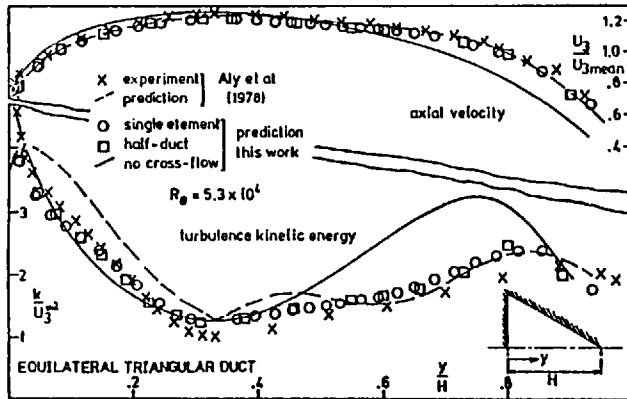 1.2
U3
U3mean
1.0
.8
.6
.4
× experiment
-- prediction
Aly et al
(1978)
axial velocity
○ single element
□ half-duct
— no cross-flow
prediction
this work
Re = 5.3 x 10^4
turbulence kinetic energy
4
3
2
1
k
U3*2
y
H
EQUILATERAL TRIANGULAR DUCT
.2
.4
y
H
.6
.8